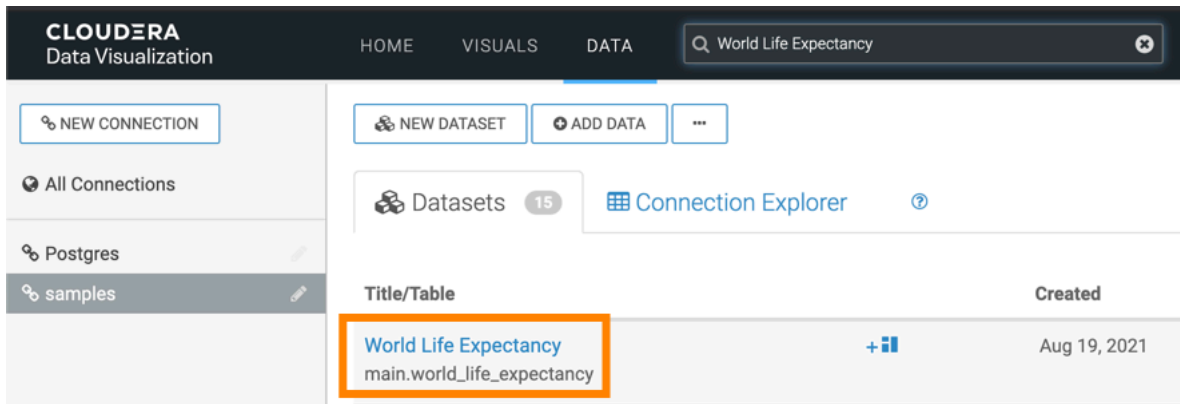 CLOUDERA
Data Visualization
HOME VISUALS DATA World Life Expectancy
NEW CONNECTION
All Connections
Postgres
samples
NEW DATASET ADD DATA ...
Datasets 15 Connection Explorer ?
Title/Table Created
World Life Expectancy + Aug 19, 2021
main.world_life_expectancy